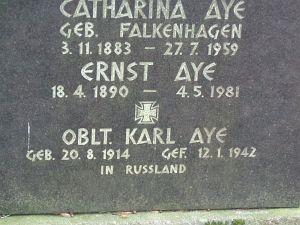 CATHARINA AYE
GEB. FALKENHAGEN
3.11.1883 – 27.7.1959
ERNST AYE
18.4.1890 – 4.5.1981
OBLT. KARL AYE
GEB. 20.8.1914 GEF. 12.1.1942
IN RUSSLAND